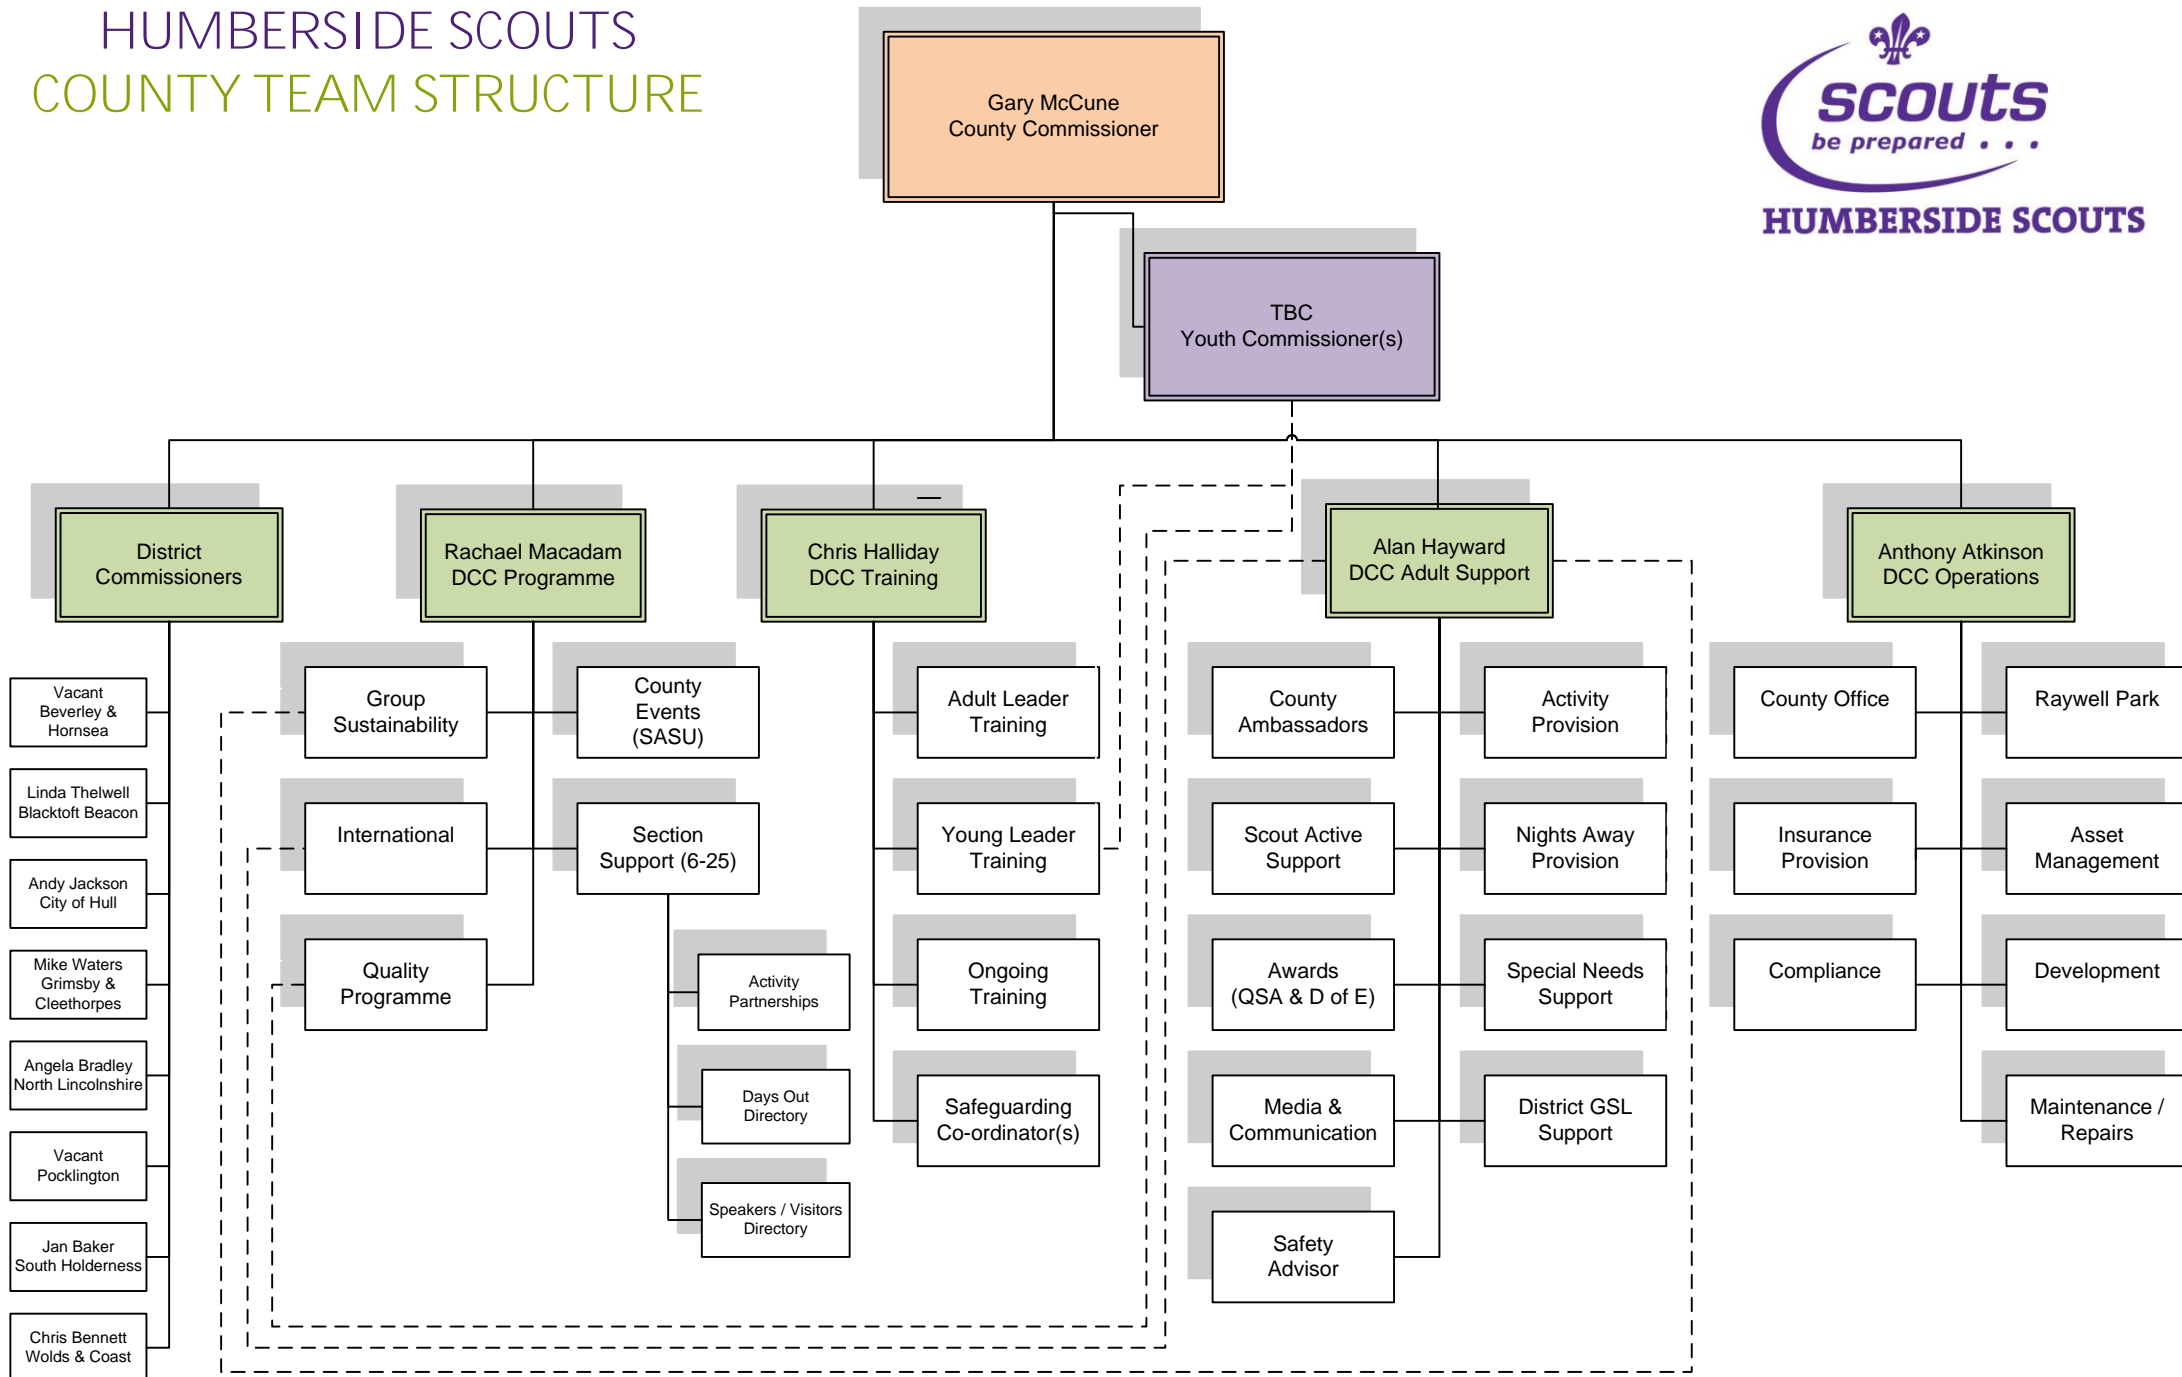 HUMBERSIDE SCOUTS
COUNTY TEAM STRUCTURE
scouts
be prepared . . .
HUMBERSIDE SCOUTS
Gary McCune
County Commissioner
TBC
Youth Commissioner(s)
District
Commissioners
Rachael Macadam
DCC Programme
Chris Halliday
DCC Training
Alan Hayward
DCC Adult Support
Anthony Atkinson
DCC Operations
Vacant
Beverley &
Hornsea
Linda Thelwell
Blacktoft Beacon
Andy Jackson
City of Hull
Mike Waters
Grimsby &
Cleethorpes
Angela Bradley
North Lincolnshire
Vacant
Pocklington
Jan Baker
South Holderness
Chris Bennett
Wolds & Coast
Group
Sustainability
County
Events
(SASU)
International
Section
Support (6-25)
Quality
Programme
Activity
Partnerships
Days Out
Directory
Speakers / Visitors
Directory
Adult Leader
Training
Young Leader
Training
Ongoing
Training
Safeguarding
Co-ordinator(s)
County
Ambassadors
Activity
Provision
Scout Active
Support
Nights Away
Provision
Awards
(QSA & D of E)
Special Needs
Support
Media &
Communication
District GSL
Support
Safety
Advisor
County Office
Raywell Park
Insurance
Provision
Asset
Management
Compliance
Development
Maintenance /
Repairs